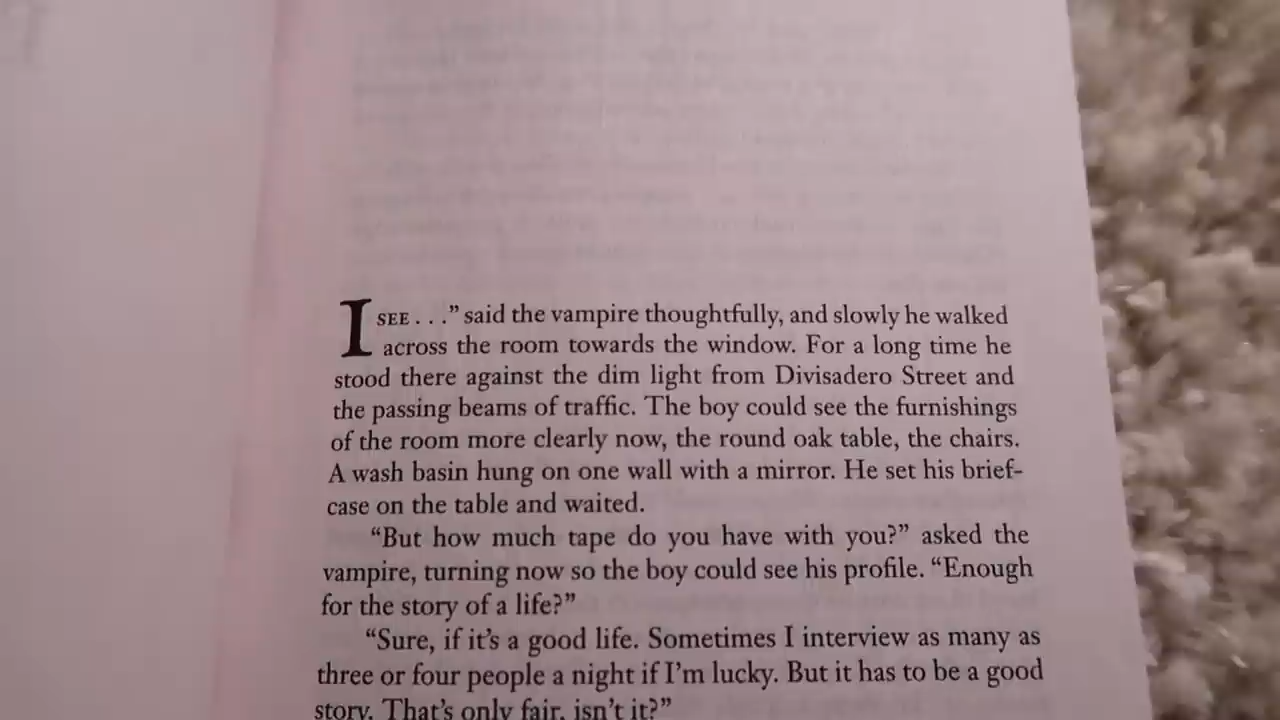 I SEE . . .” said the vampire thoughtfully, and slowly he walked
across the room towards the window. For a long time he
stood there against the dim light from Divisadero Street and
the passing beams of traffic. The boy could see the furnishings
of the room more clearly now, the round oak table, the chairs.
A wash basin hung on one wall with a mirror. He set his brief-
case on the table and waited.
“But how much tape do you have with you?” asked the
vampire, turning now so the boy could see his profile. “Enough
for the story of a life?”
“Sure, if it’s a good life. Sometimes I interview as many as
three or four people a night if I’m lucky. But it has to be a good
story. That’s only fair, isn’t it?”